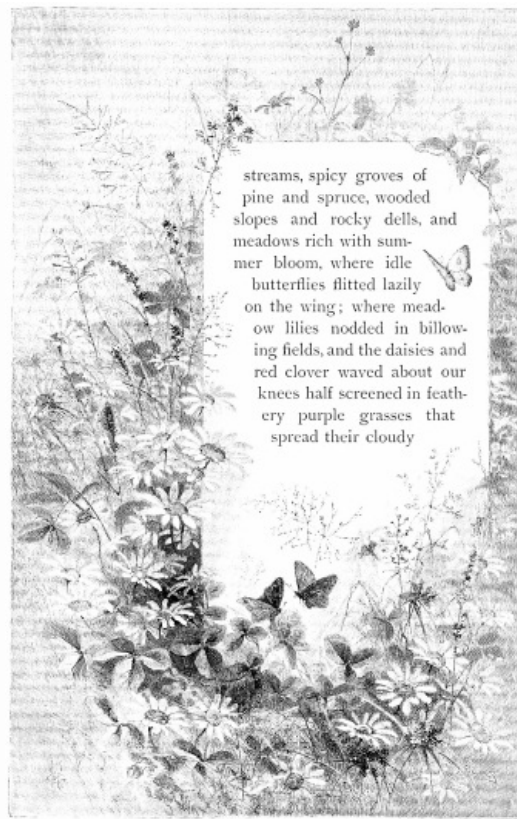 streams, spicy groves of
pine and spruce, wooded
slopes and rocky dells, and
meadows rich with sum-
mer bloom, where idle
butterflies flitted lazily
on the wing; where mead-
ow lilies nodded in billow-
ing fields, and the daisies and
red clover waved about our
knees half screened in feath-
ery purple grasses that
spread their cloudy